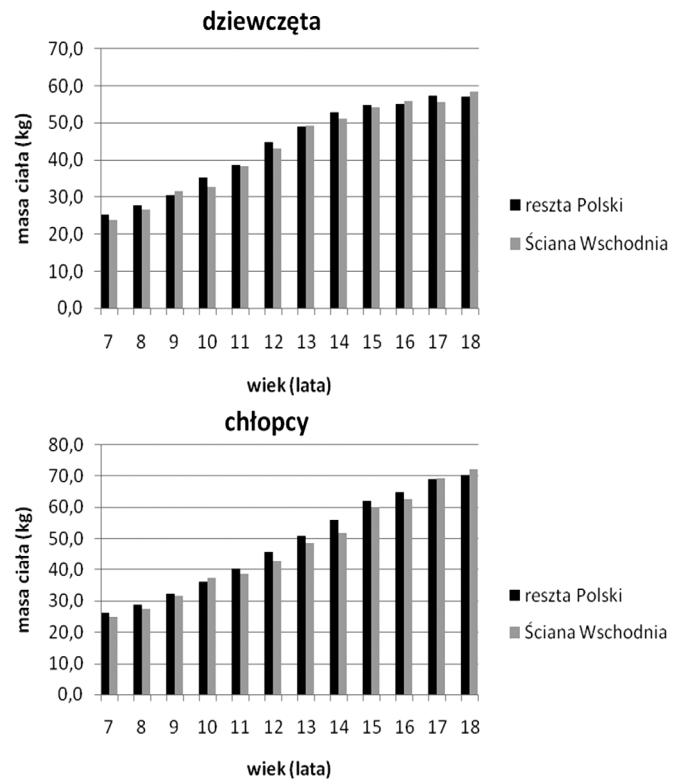 dziewczęta
70,0
60,0
50,0
40,0
30,0
20,0
10,0
0,0
masa ciała (kg)
7 8 9 10 11 12 13 14 15 16 17 18
wiek (lata)
reszta Polski
Ściana Wschodnia
chłopcy
80,0
70,0
60,0
50,0
40,0
30,0
20,0
10,0
0,0
masa ciała (kg)
7 8 9 10 11 12 13 14 15 16 17 18
wiek (lata)
reszta Polski
Ściana Wschodnia